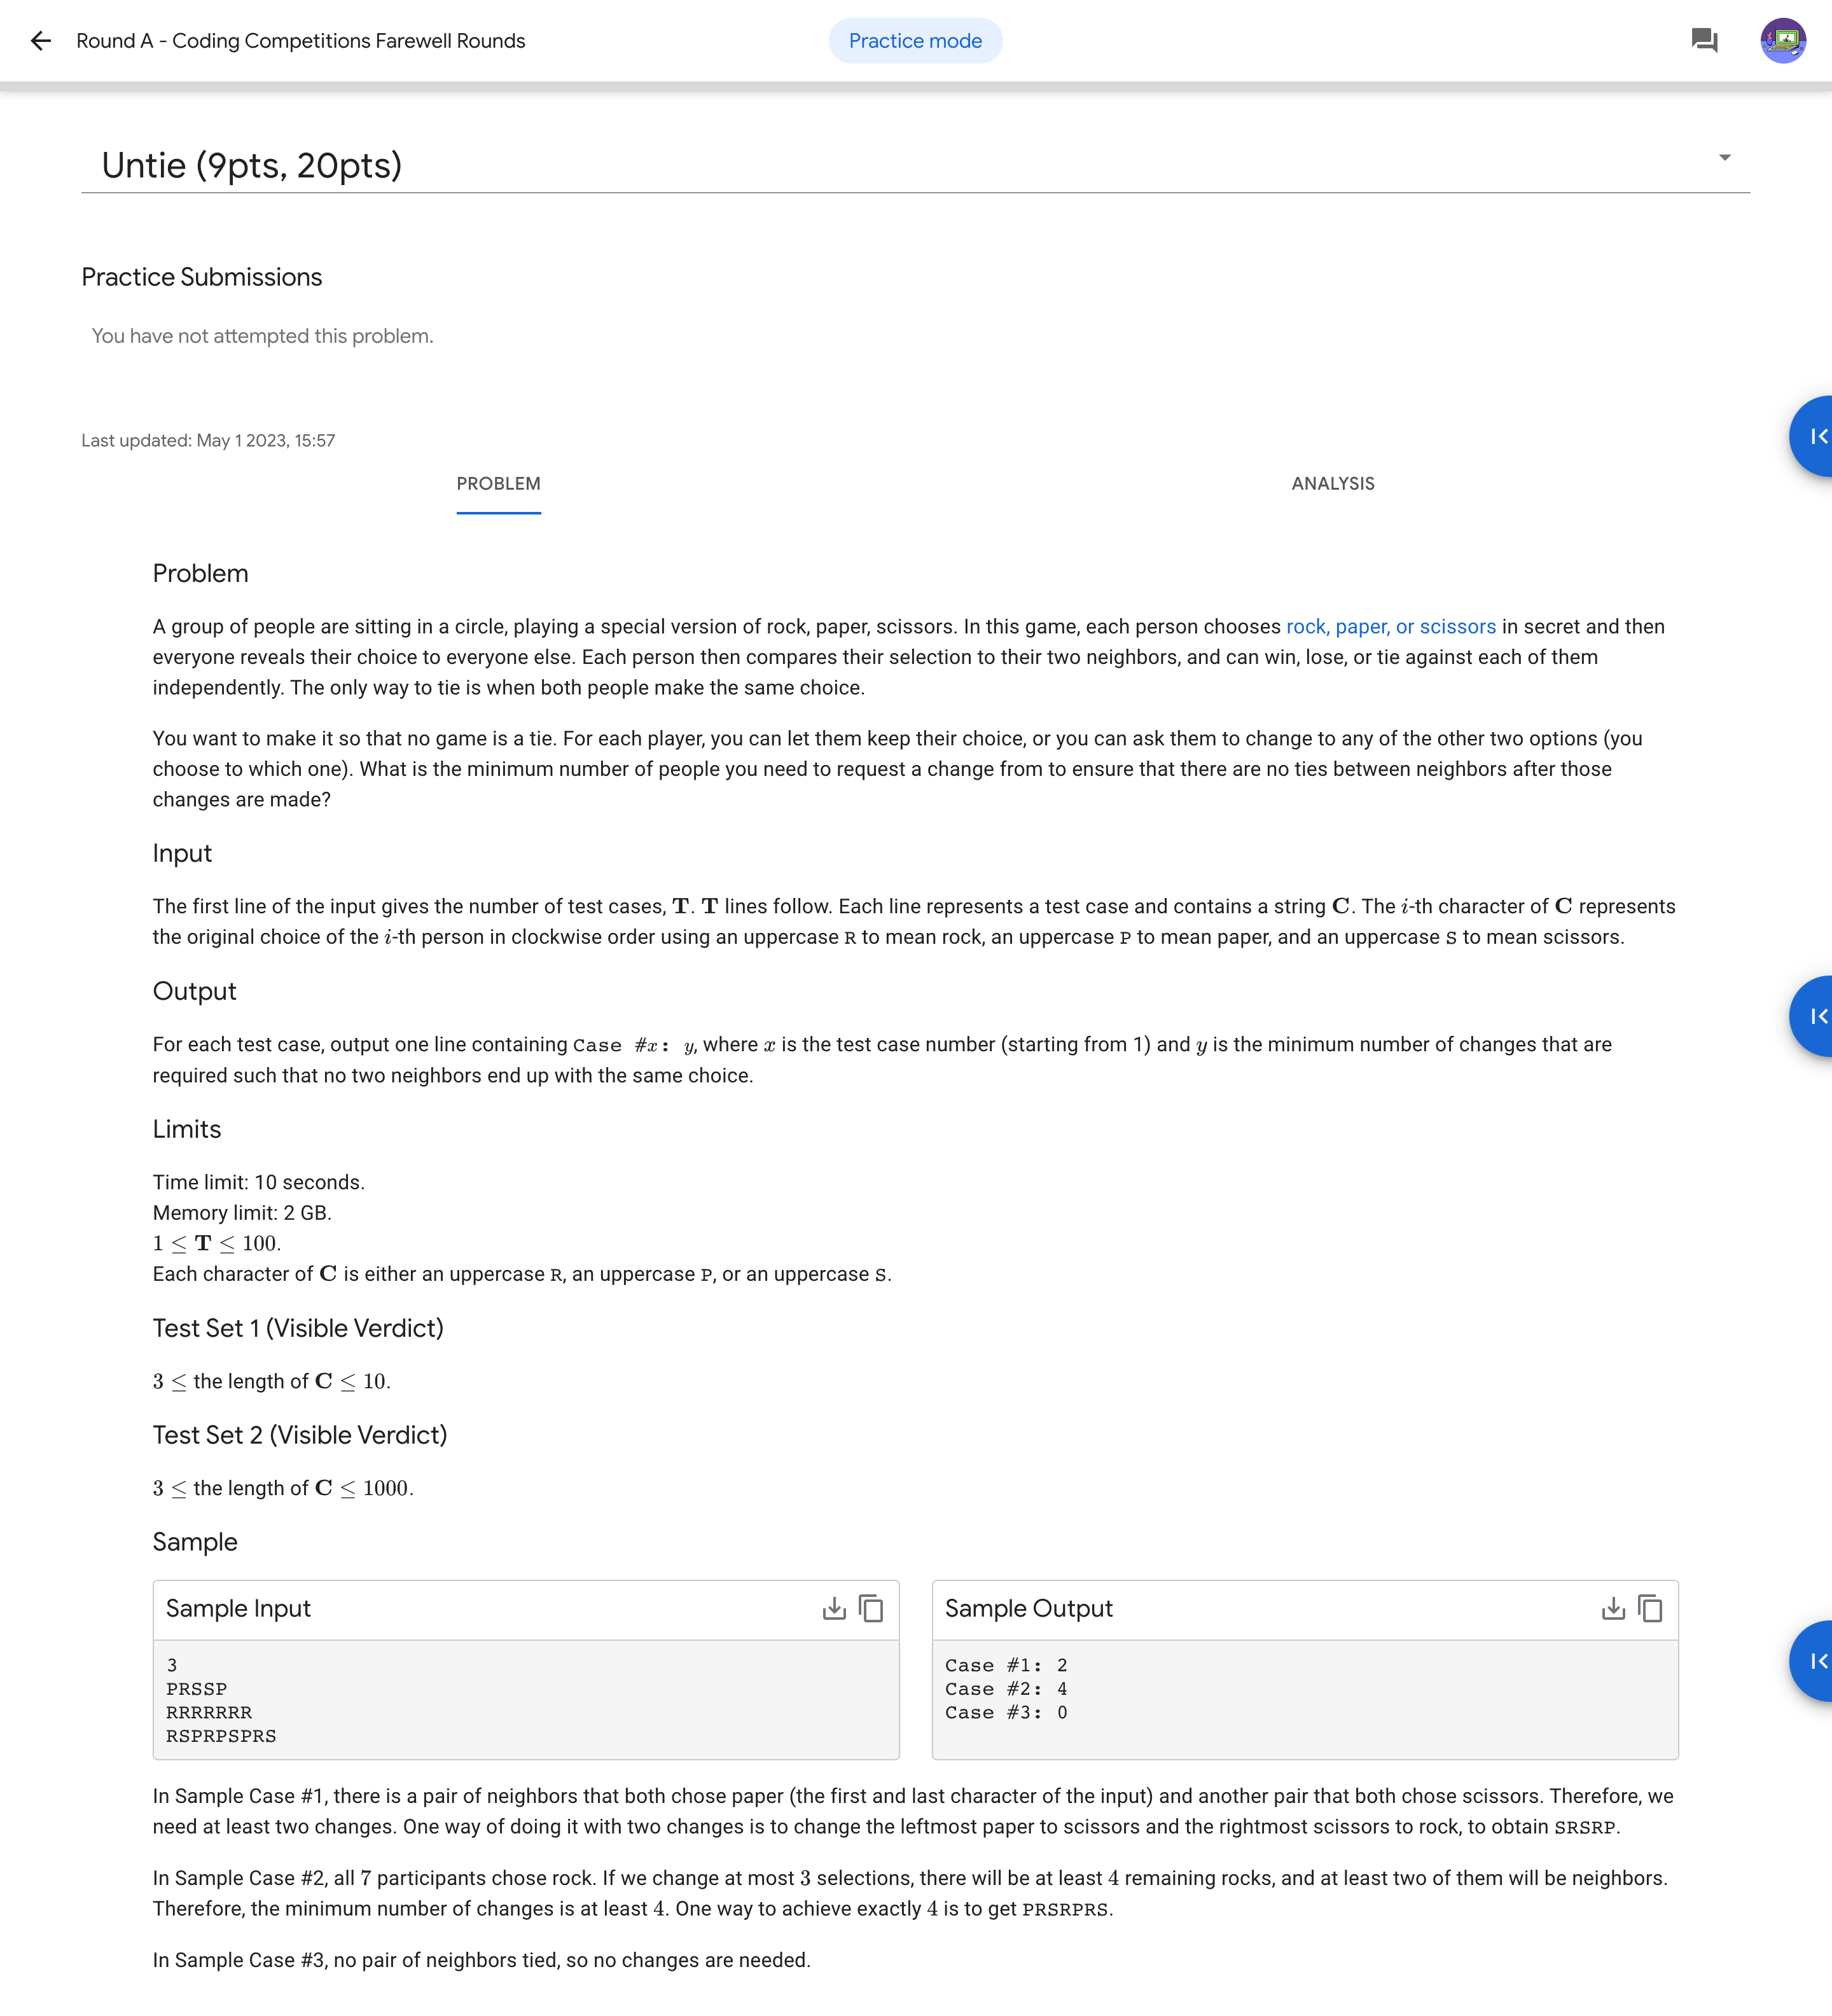 Round A - Coding Competitions Farewell Rounds
Practice mode
Untie (9pts, 20pts)
Practice Submissions
You have not attempted this problem.
Last updated: May 1 2023, 15:57
PROBLEM
ANALYSIS
Problem
A group of people are sitting in a circle, playing a special version of rock, paper, scissors. In this game, each person chooses rock, paper, or scissors in secret and then
everyone reveals their choice to everyone else. Each person then compares their selection to their two neighbors, and can win, lose, or tie against each of them
independently. The only way to tie is when both people make the same choice.
You want to make it so that no game is a tie. For each player, you can let them keep their choice, or you can ask them to change to any of the other two options (you
choose to which one). What is the minimum number of people you need to request a change from to ensure that there are no ties between neighbors after those
changes are made?
Input
The first line of the input gives the number of test cases, T. T lines follow. Each line represents a test case and contains a string C. The i-th character of C represents
the original choice of the i-th person in clockwise order using an uppercase R to mean rock, an uppercase P to mean paper, and an uppercase S to mean scissors.
Output
For each test case, output one line containing Case #x: y, where x is the test case number (starting from 1) and y is the minimum number of changes that are
required such that no two neighbors end up with the same choice.
Limits
Time limit: 10 seconds.
Memory limit: 2 GB.
1 ≤ T ≤ 100.
Each character of C is either an uppercase R, an uppercase P, or an uppercase S.
Test Set 1 (Visible Verdict)
3 ≤ the length of C ≤ 10.
Test Set 2 (Visible Verdict)
3 ≤ the length of C ≤ 1000.
Sample
Sample Input
3
PRSSP
RRRRRRR
RSPRPSPRS
Sample Output
Case #1: 2
Case #2: 4
Case #3: 0
In Sample Case #1, there is a pair of neighbors that both chose paper (the first and last character of the input) and another pair that both chose scissors. Therefore, we
need at least two changes. One way of doing it with two changes is to change the leftmost paper to scissors and the rightmost scissors to rock, to obtain SRSRP.
In Sample Case #2, all 7 participants chose rock. If we change at most 3 selections, there will be at least 4 remaining rocks, and at least two of them will be neighbors.
Therefore, the minimum number of changes is at least 4. One way to achieve exactly 4 is to get PRSRPRS.
In Sample Case #3, no pair of neighbors tied, so no changes are needed.